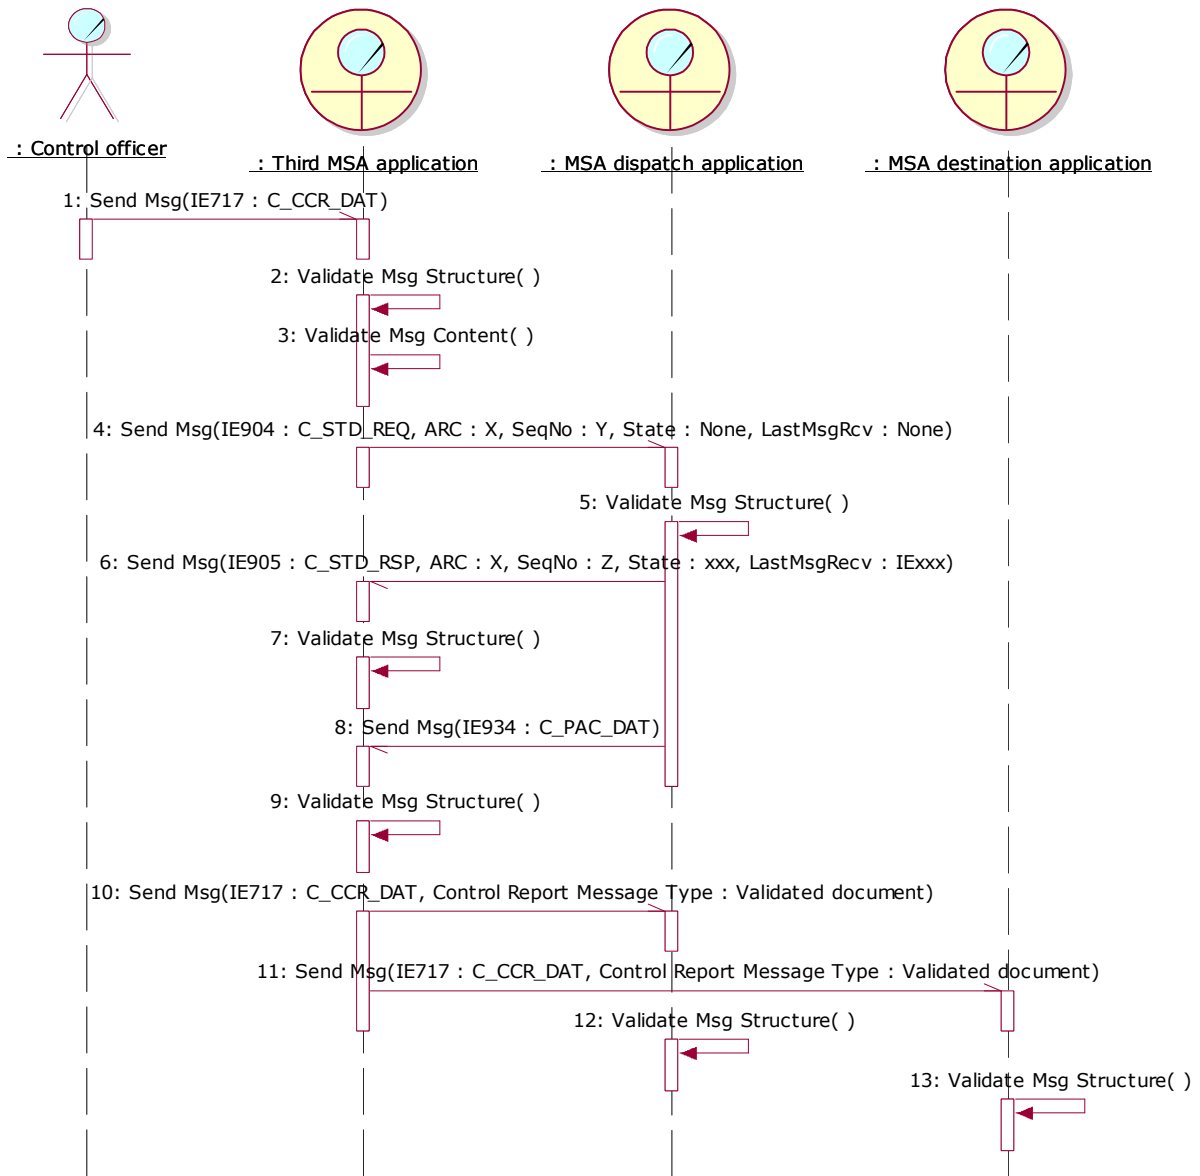 : Control officer
: Third MSA application
: MSA dispatch application
: MSA destination application
1: Send Msg(IE717 : C_CCR_DAT)
2: Validate Msg Structure( )
3: Validate Msg Content( )
4: Send Msg(IE904 : C_STD_REQ, ARC : X, SeqNo : Y, State : None, LastMsgRcv : None)
5: Validate Msg Structure( )
6: Send Msg(IE905 : C_STD_RSP, ARC : X, SeqNo : Z, State : xxx, LastMsgRecv : IExxx)
7: Validate Msg Structure( )
8: Send Msg(IE934 : C_PAC_DAT)
9: Validate Msg Structure( )
10: Send Msg(IE717 : C_CCR_DAT, Control Report Message Type : Validated document)
11: Send Msg(IE717 : C_CCR_DAT, Control Report Message Type : Validated document)
12: Validate Msg Structure( )
13: Validate Msg Structure( )